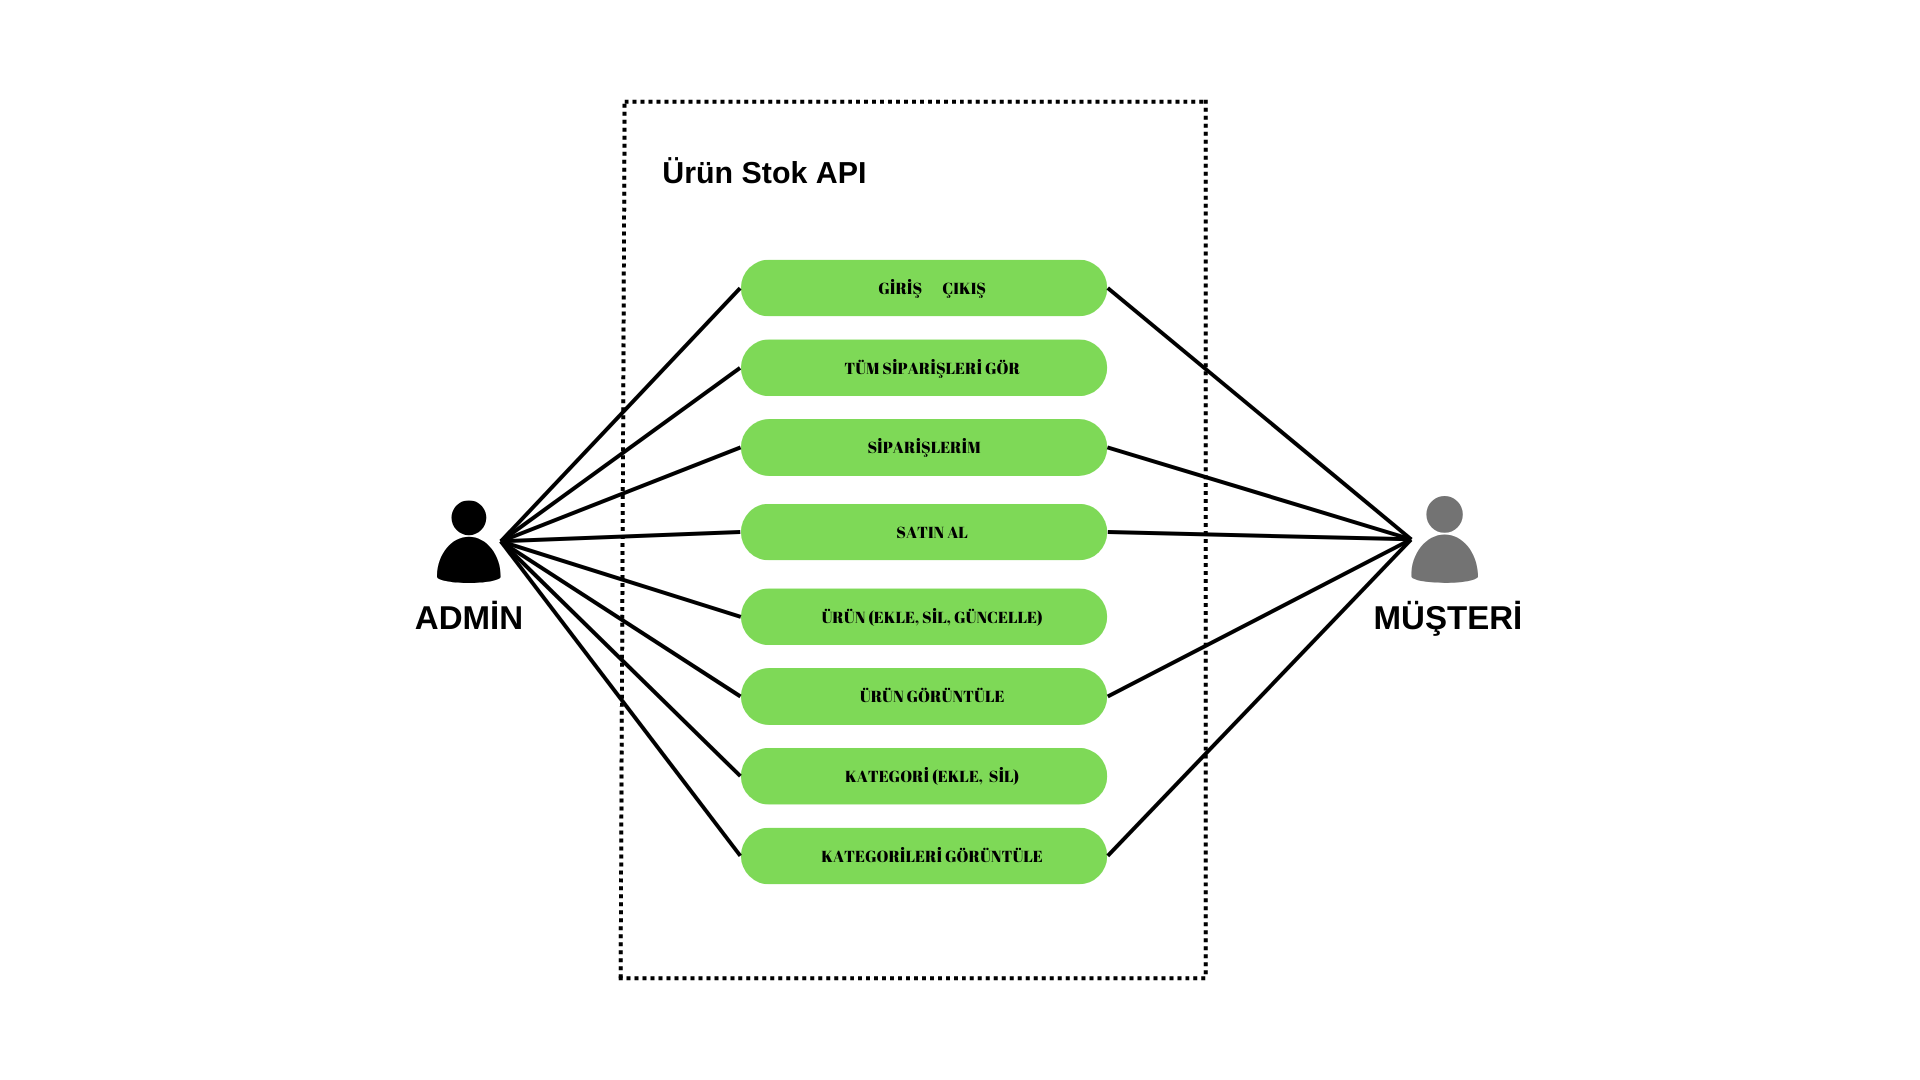 Ürün Stok API
GİRİŞ ÇIKIŞ
TÜM SİPARİŞLERİ GÖR
SİPARİŞLERİM
SATIN AL
ÜRÜN (EKLE, SİL, GÜNCELLE)
ÜRÜN GÖRÜNTÜLE
KATEGORİ (EKLE, SİL)
KATEGORİLERİ GÖRÜNTÜLE
ADMİN
MÜŞTERİ